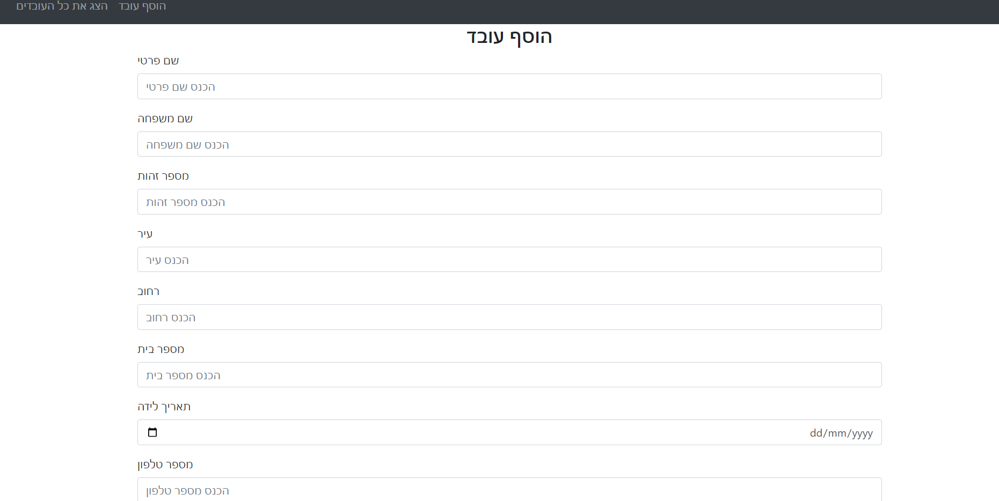 הוסף עובד הצג את כל העובדים
הוסף עובד
שם פרטי
הכנס שם פרטי
שם משפחה
הכנס שם משפחה
מספר זהות
הכנס מספר זהות
עיר
הכנס עיר
רחוב
הכנס רחוב
מספר בית
הכנס מספר בית
תאריך לידה
dd/mm/yyyy
מספר טלפון
הכנס מספר טלפון